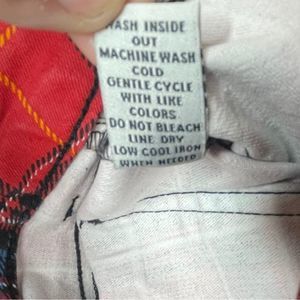 WASH INSIDE
OUT
MACHINE WASH
COLD
GENTLE CYCLE
WITH LIKE
COLORS
DO NOT BLEACH
LINE DRY
LOW COOL IRON
WHEN NEEDED